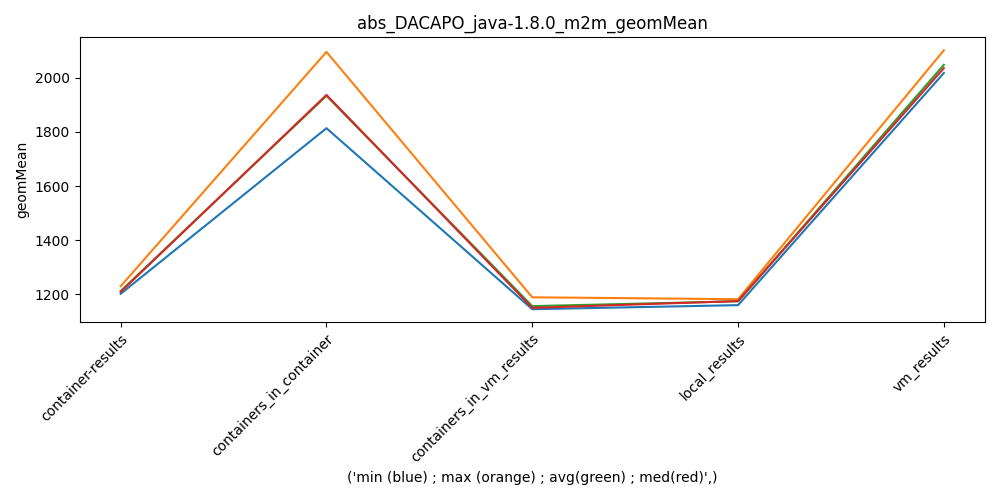 abs_DACAPO_java-1.8.0_m2m_geomMean
geomMean
2000
1800
1600
1400
1200
container-results
containers_in_container
containers_in_vm_results
local_results
vm_results
('min (blue) ; max (orange) ; avg(green) ; med(red)',)